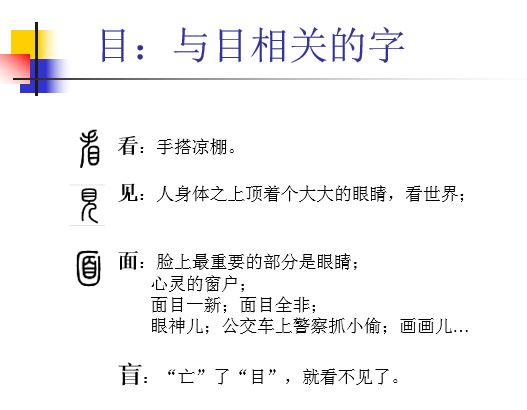 目：与目相关的字
看：手搭凉棚。
见：人身体之上顶着个大大的眼睛，看世界；
面：脸上最重要的部分是眼睛；
心灵的窗户；
面目一新；面目全非；
眼神儿；公交车上警察抓小偷；画画儿…
盲：“亡”了“目”，就看不见了。